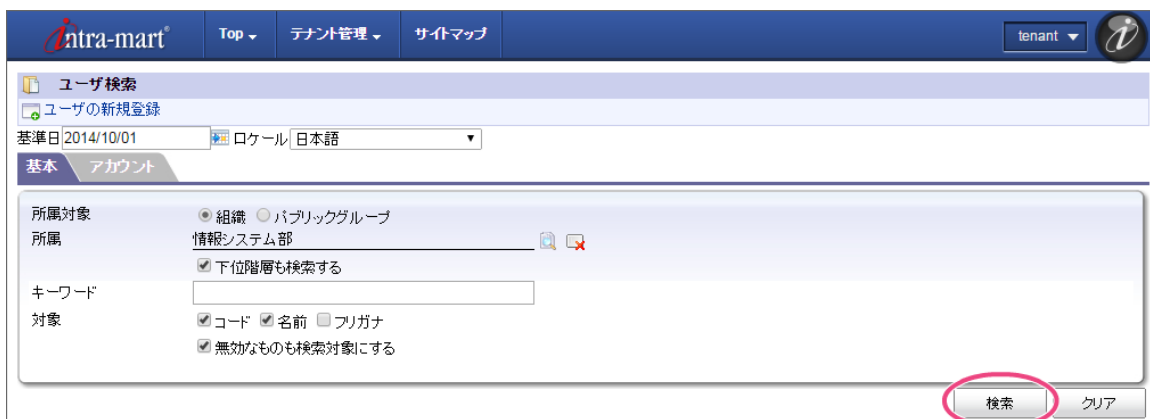 intra-mart® Top テナント管理 サイトマップ tenant
ユーザ検索
ユーザの新規登録
基準日 2014/10/01 ロケール 日本語
基本 アカウント
所属対象 組織 パブリックグループ
所属 情報システム部
下位階層も検索する
キーワード
対象 コード 名前 フリガナ
無効なものも検索対象にする
検索 クリア